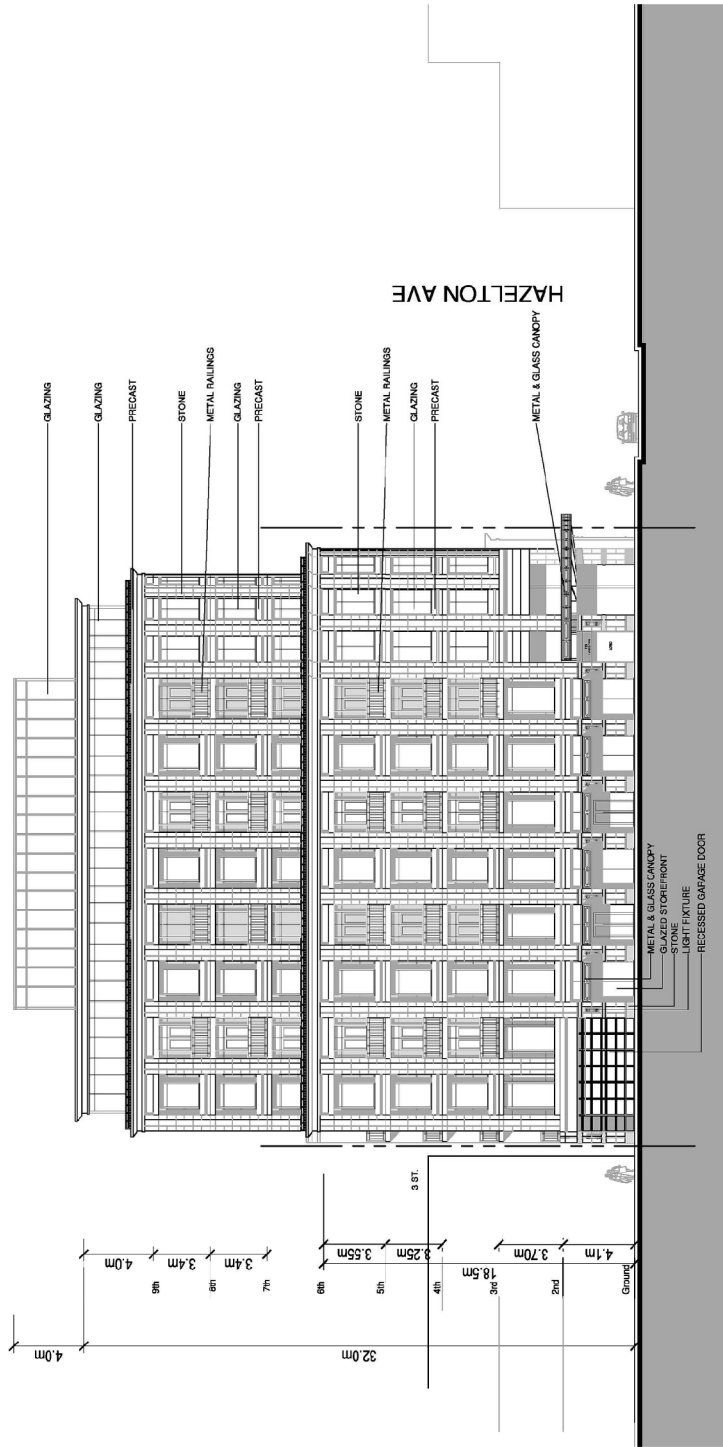 HAZELTON AVE
GLAZING
GLAZING
PRECAST
STONE
METAL RAILINGS
GLAZING
PRECAST
STONE
METAL RAILINGS
GLAZING
PRECAST
METAL & GLASS CANOPY
METAL & GLASS CANOPY
GLAZED STOREFRONT
STONE
LIGHT FIXTURE
RECESSED GARAGE DOOR
3 ST.
4.0m
32.0m
4.0m
3.4m
3.4m
3.55m
3.25m
3.70m
4.1m
18.5m
9th
8th
7th
6th
5th
4th
3rd
2nd
Ground